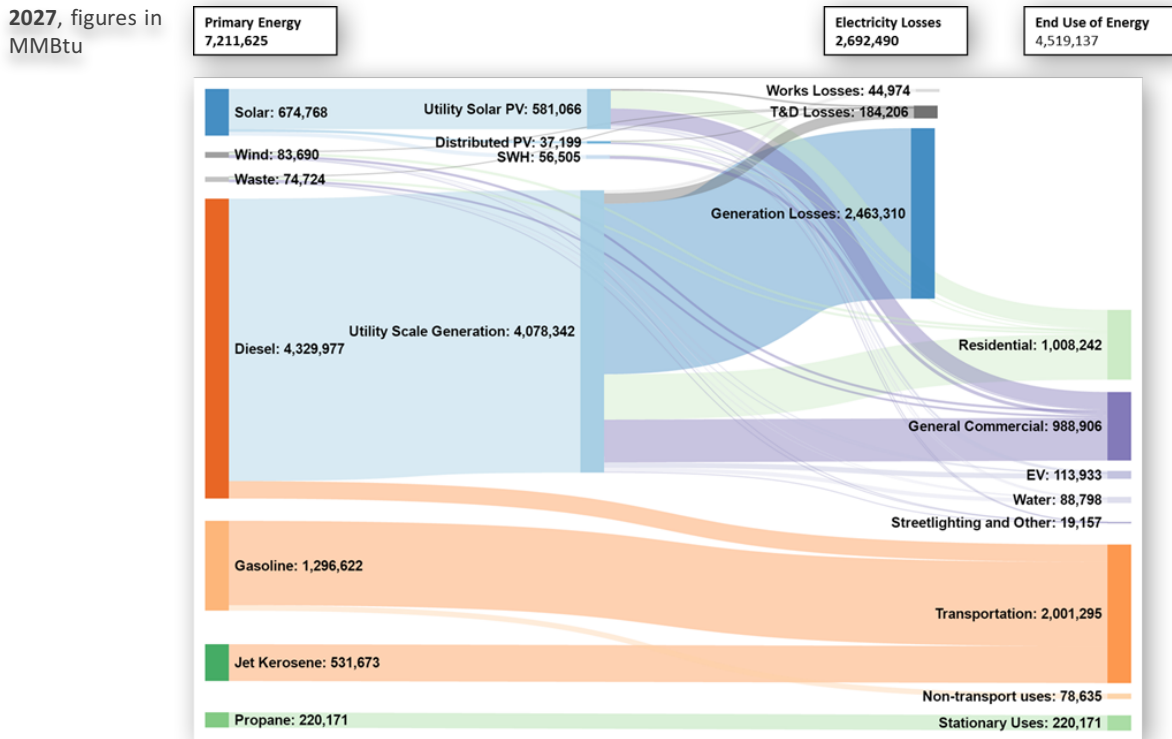 2027, figures in
MMBtu
Primary Energy
7,211,625
Electricity Losses
2,692,490
End Use of Energy
4,519,137
Works Losses: 44,974
Solar: 674,768
Utility Solar PV: 581,066
T&D Losses: 184,206
Distributed PV: 37,199
Wind: 83,690
SWH: 56,505
Waste: 74,724
Generation Losses: 2,463,310
Utility Scale Generation: 4,078,342
Diesel: 4,329,977
Residential: 1,008,242
General Commercial: 988,906
EV: 113,933
Water: 88,798
Streetlighting and Other: 19,157
Gasoline: 1,296,622
Transportation: 2,001,295
Jet Kerosene: 531,673
Non-transport uses: 78,635
Propane: 220,171
Stationary Uses: 220,171